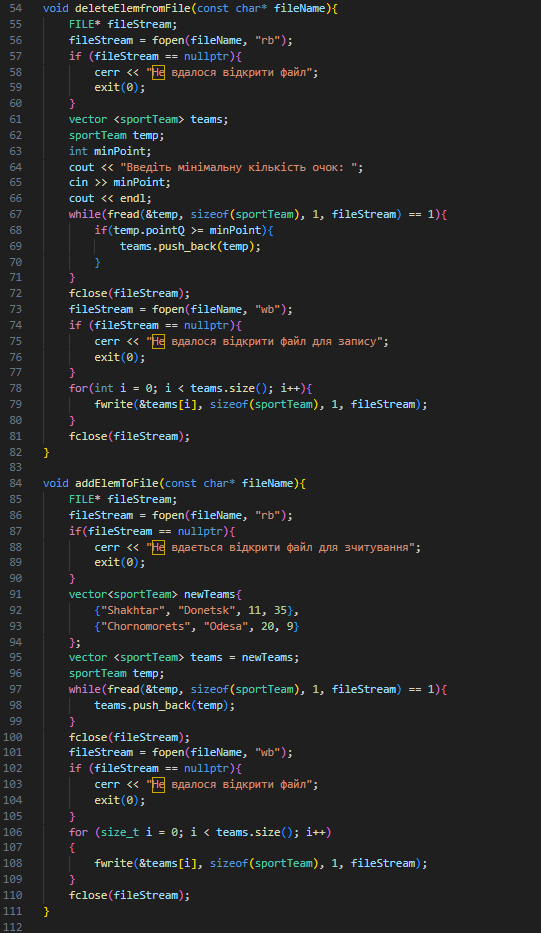 54 void deleteElemfromFile(const char* fileName){
55 FILE* fileStream;
56 fileStream = fopen(fileName, "rb");
57 if (fileStream == nullptr){
58 cerr << "Не вдалося відкрити файл";
59 exit(0);
60 }
61 vector <sportTeam> teams;
62 sportTeam temp;
63 int minPoint;
64 cout << "Введіть мінімальну кількість очок: ";
65 cin >> minPoint;
66 cout << endl;
67 while(fread(&temp, sizeof(sportTeam), 1, fileStream) == 1){
68 if(temp.pointQ >= minPoint){
69 teams.push_back(temp);
70 }
71 }
72 fclose(fileStream);
73 fileStream = fopen(fileName, "wb");
74 if (fileStream == nullptr){
75 cerr << "Не вдалося відкрити файл для запису";
76 exit(0);
77 }
78 for(int i = 0; i < teams.size(); i++){
79 fwrite(&teams[i], sizeof(sportTeam), 1, fileStream);
80 }
81 fclose(fileStream);
82 }
83
84 void addElemToFile(const char* fileName){
85 FILE* fileStream;
86 fileStream = fopen(fileName, "rb");
87 if(fileStream == nullptr){
88 cerr << "Не вдається відкрити файл для зчитування";
89 exit(0);
90 }
91 vector<sportTeam> newTeams{
92 {"Shakhtar", "Donetsk", 11, 35},
93 {"Chornomorets", "Odesa", 20, 9}
94 };
95 vector <sportTeam> teams = newTeams;
96 sportTeam temp;
97 while(fread(&temp, sizeof(sportTeam), 1, fileStream) == 1){
98 teams.push_back(temp);
99 }
100 fclose(fileStream);
101 fileStream = fopen(fileName, "wb");
102 if (fileStream == nullptr){
103 cerr << "Не вдалося відкрити файл";
104 exit(0);
105 }
106 for (size_t i = 0; i < teams.size(); i++)
107 {
108 fwrite(&teams[i], sizeof(sportTeam), 1, fileStream);
109 }
110 fclose(fileStream);
111 }
112